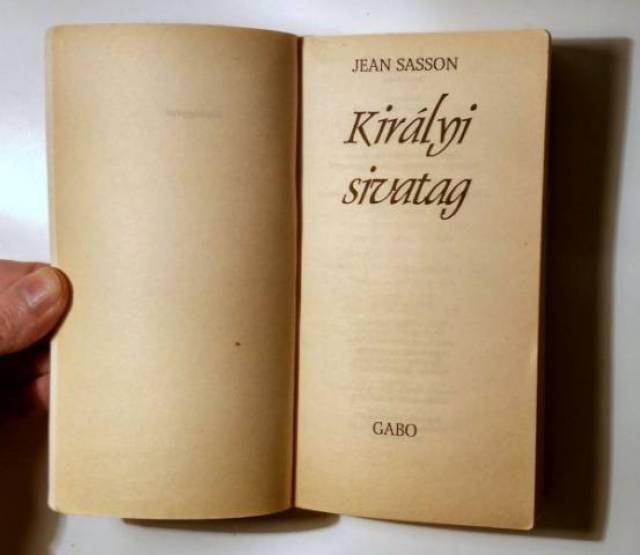 JEAN SASSON
Királyi
sivatag
GABO